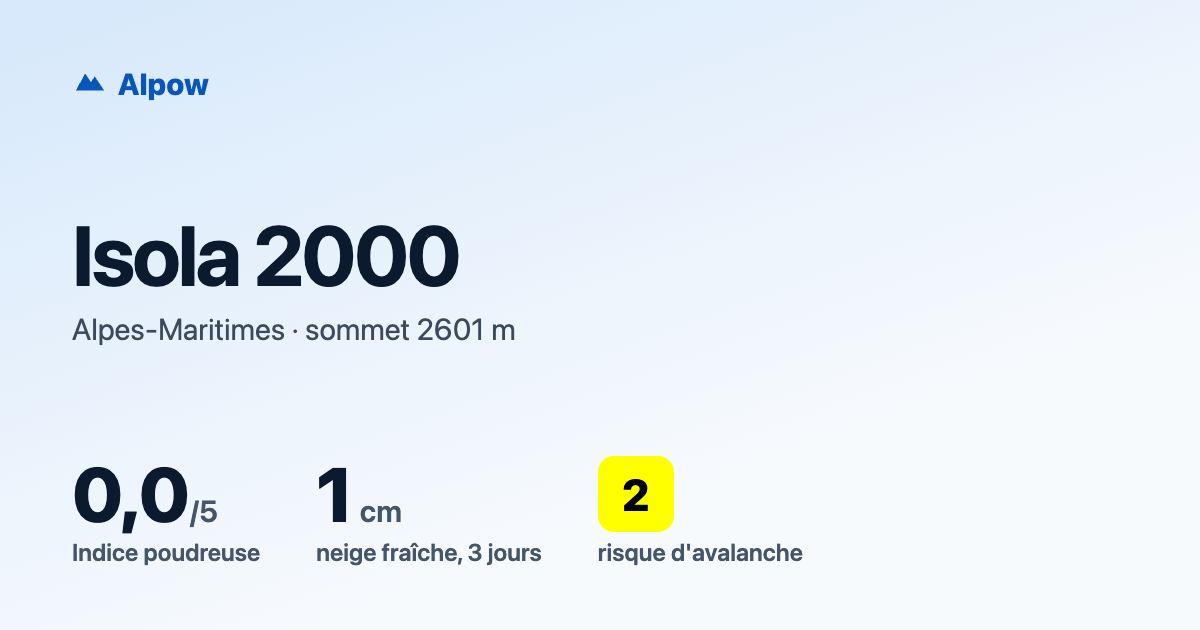 Alpow
Isola 2000
Alpes-Maritimes · sommet 2601 m
0,0/5
Indice poudreuse
1 cm
neige fraîche, 3 jours
2
risque d'avalanche